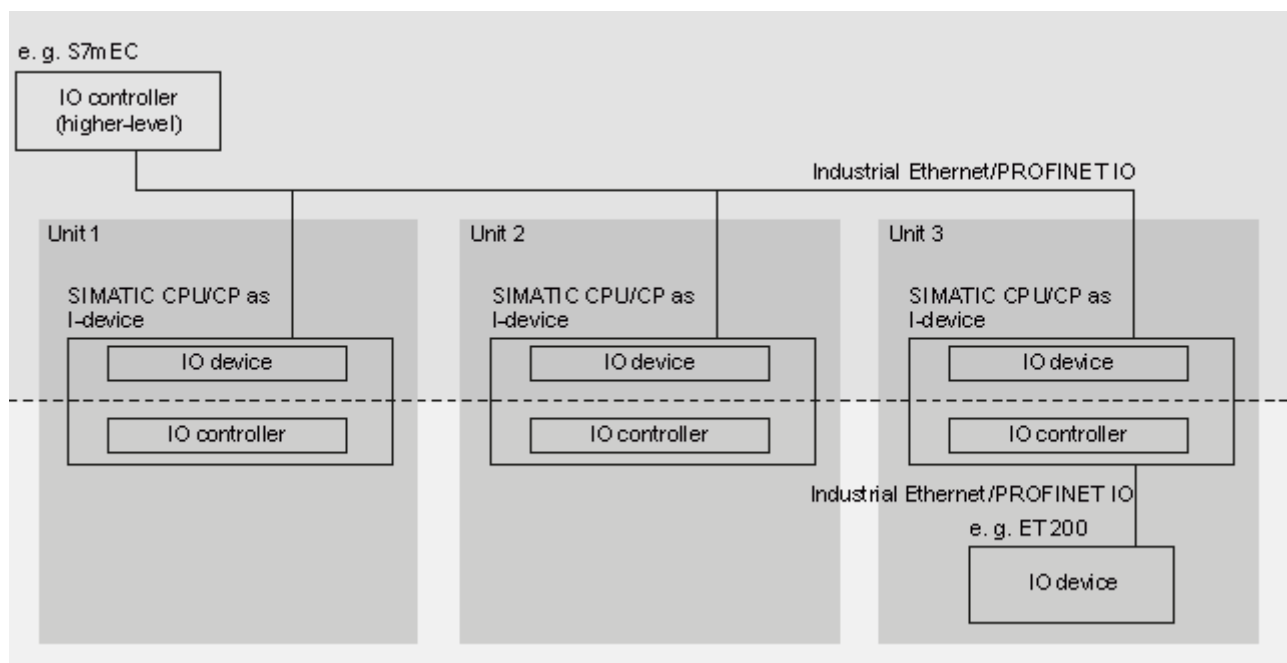 e. g. S7mEC
IO controller
(higher-level)
Industrial Ethernet/PROFINET IO
Unit 1
Unit 2
Unit 3
SIMATIC CPU/CP as
I-device
SIMATIC CPU/CP as
I-device
SIMATIC CPU/CP as
I-device
IO device
IO device
IO device
IO controller
IO controller
IO controller
Industrial Ethernet/PROFINET IO
e. g. ET200
IO device